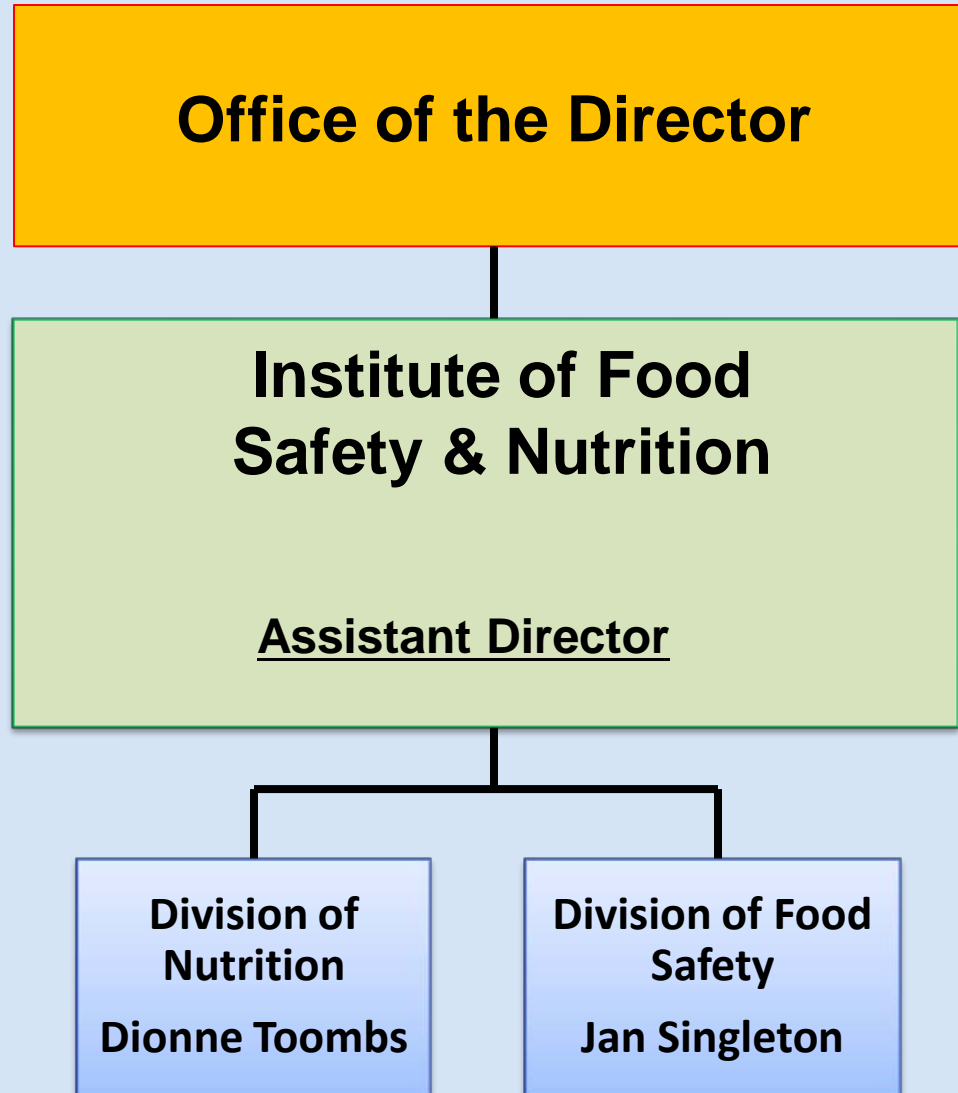 Office of the Director
Institute of Food
Safety & Nutrition
Assistant Director
Division of
Nutrition
Dionne Toombs
Division of Food
Safety
Jan Singleton